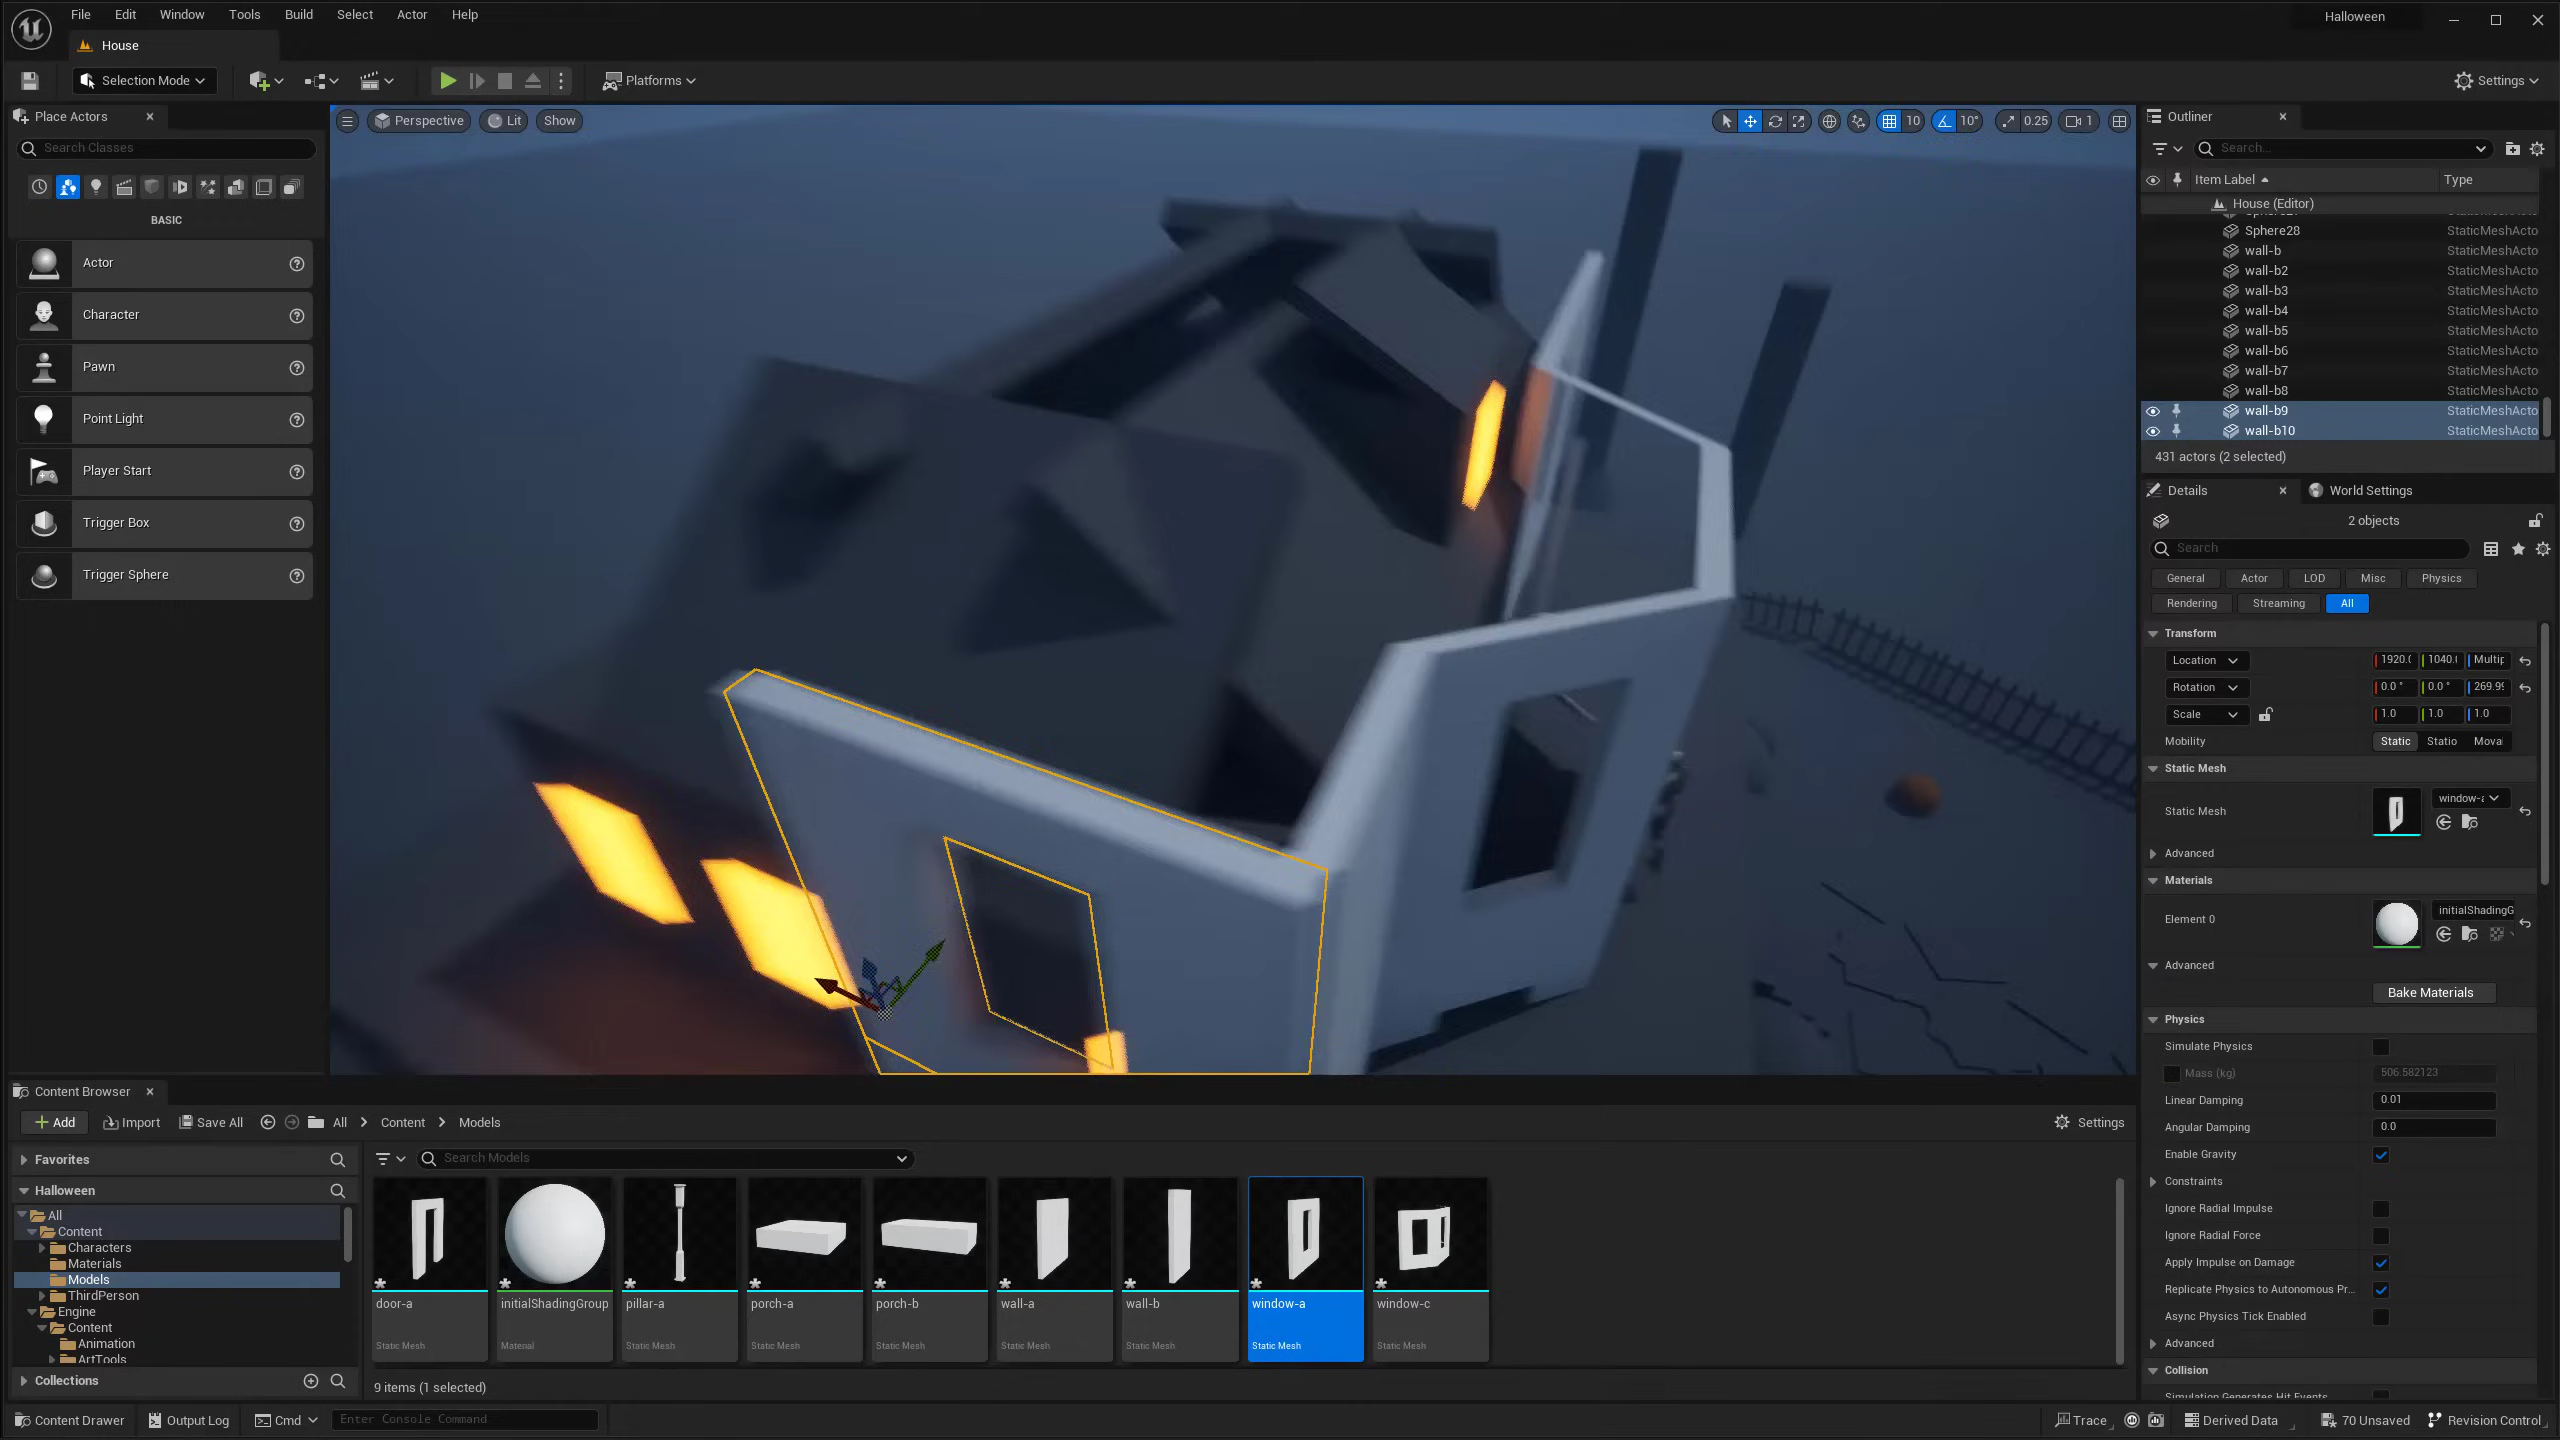 File Edit Window Tools Build Select Actor Help
Halloween
House
Selection Mode
Platforms
Settings
Place Actors
Search Classes
BASIC
Actor
Character
Pawn
Point Light
Player Start
Trigger Box
Trigger Sphere
Perspective Lit Show
10 10° 0.25 1
Outliner
Search...
Item Label Type
House (Editor)
Sphere28 StaticMeshActo
wall-b StaticMeshActo
wall-b2 StaticMeshActo
wall-b3 StaticMeshActo
wall-b4 StaticMeshActo
wall-b5 StaticMeshActo
wall-b6 StaticMeshActo
wall-b7 StaticMeshActo
wall-b8 StaticMeshActo
wall-b9 StaticMeshActo
wall-b10 StaticMeshActo
431 actors (2 selected)
Details World Settings
2 objects
Search
General Actor LOD Misc Physics
Rendering Streaming All
Transform
Location 1920.( 1040.( Multip
Rotation 0.0 ° 0.0 ° 269.99
Scale 1.0 1.0 1.0
Mobility Static Statio Moval
Static Mesh
Static Mesh window-a
Advanced
Materials
Element 0 initialShadingG
Advanced
Bake Materials
Physics
Simulate Physics
Mass (kg) 506.582123
Linear Damping 0.01
Angular Damping 0.0
Enable Gravity
Constraints
Ignore Radial Impulse
Ignore Radial Force
Apply Impulse on Damage
Replicate Physics to Autonomous Pr...
Async Physics Tick Enabled
Advanced
Collision
Simulation Generates Hit Events
Content Browser
Add Import Save All All Content Models
Settings
Favorites
Search Models
Halloween
All
Content
Characters
Materials
Models
ThirdPerson
Engine
Content
Animation
ArtTools
Collections
door-a
Static Mesh
initialShadingGroup
Material
pillar-a
Static Mesh
porch-a
Static Mesh
porch-b
Static Mesh
wall-a
Static Mesh
wall-b
Static Mesh
window-a
Static Mesh
window-c
Static Mesh
9 items (1 selected)
Content Drawer Output Log Cmd Enter Console Command
Trace Derived Data 70 Unsaved Revision Control